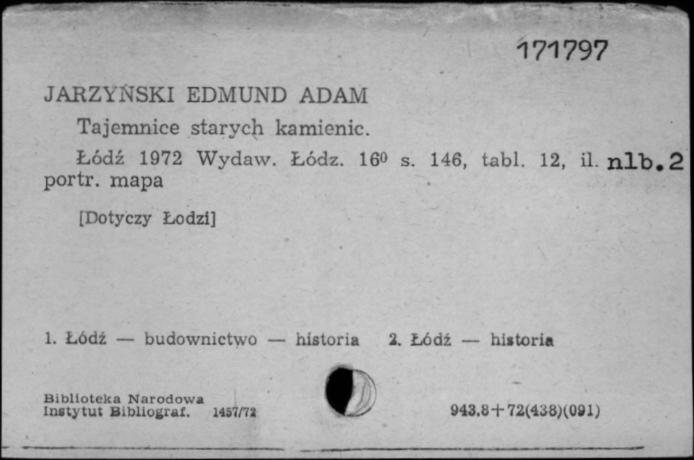 171797
JARZYŃSKI EDMUND ADAM
Tajemnice starych kamienic.
Łódź 1972 Wydaw. Łódz. 16⁰ s. 146, tabl. 12, il. nlb.2
portr. mapa
[Dotyczy Łodzi]
1. Łódź — budownictwo — historia 2. Łódź — historia
Biblioteka Narodowa
Instytut Bibliograf. 1457/72 943.8+72(438)(091)